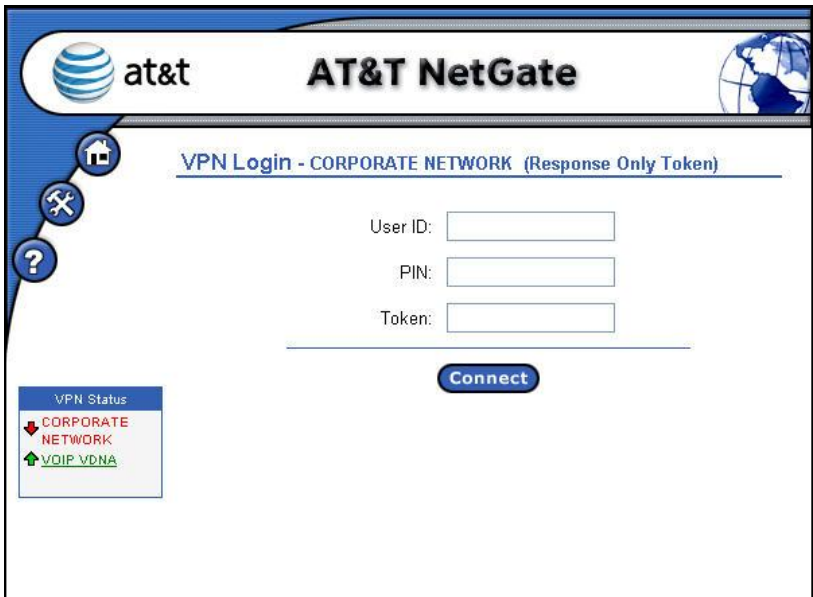 at&t
AT&T NetGate
VPN Login - CORPORATE NETWORK (Response Only Token)
?
User ID:
PIN:
Token:
Connect
VPN Status
CORPORATE
NETWORK
VOIP VDNA